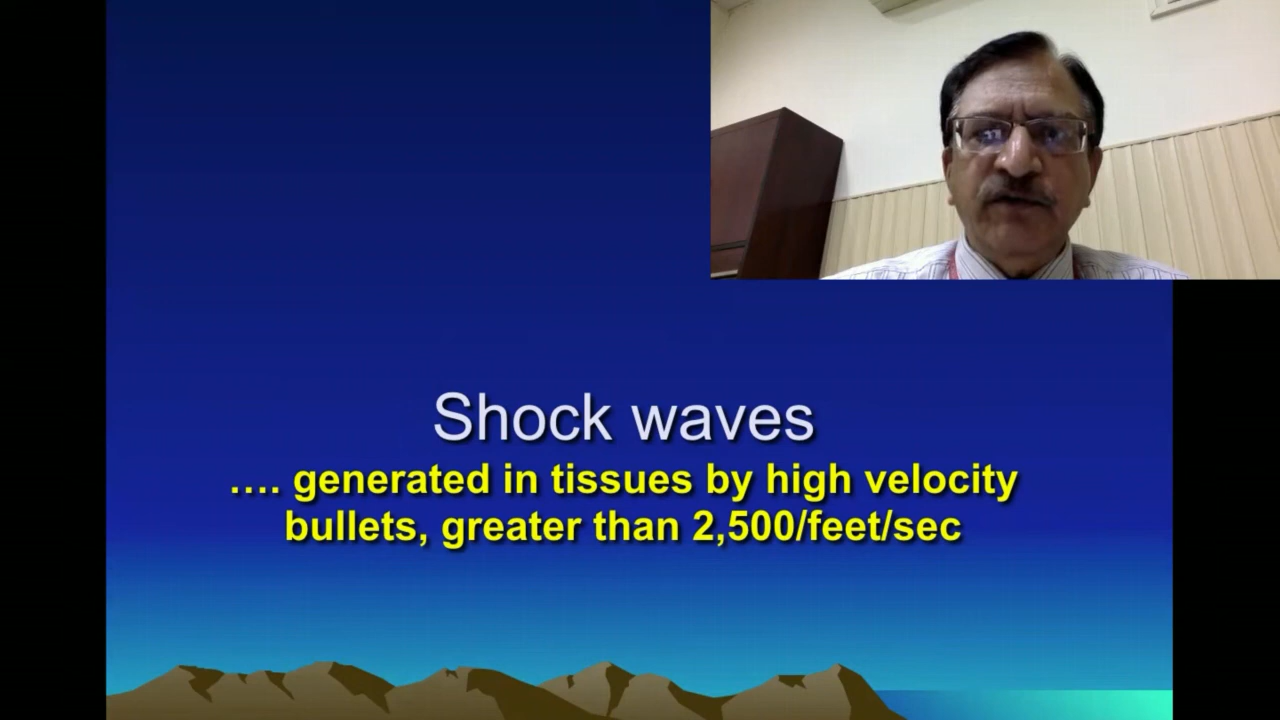 Shock waves
…. generated in tissues by high velocity
bullets, greater than 2,500/feet/sec